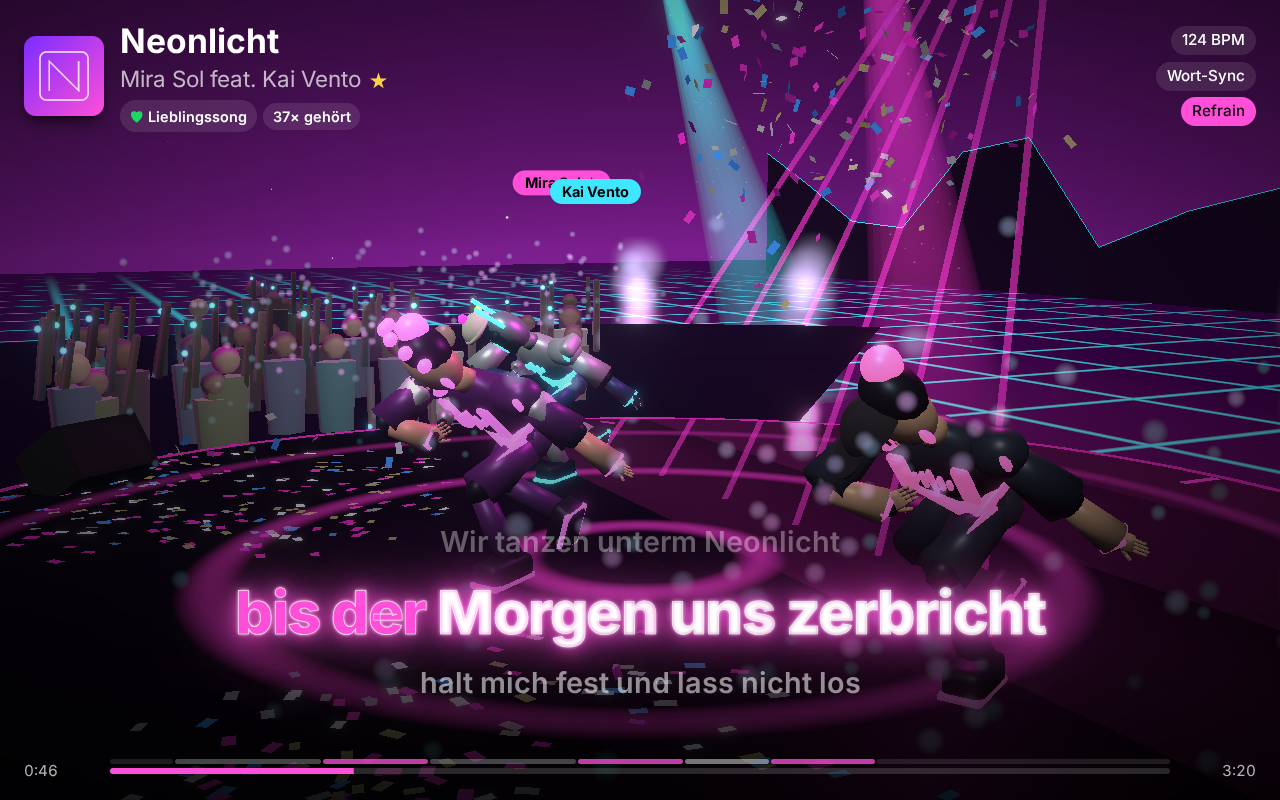 Neonlicht
Mira Sol feat. Kai Vento
Lieblingssong
37× gehört
124 BPM
Wort-Sync
Refrain
N
Mira
Kai Vento
Wir tanzen unterm Neonlicht
bis der Morgen uns zerbricht
halt mich fest und lass nicht los
0:46
3:20